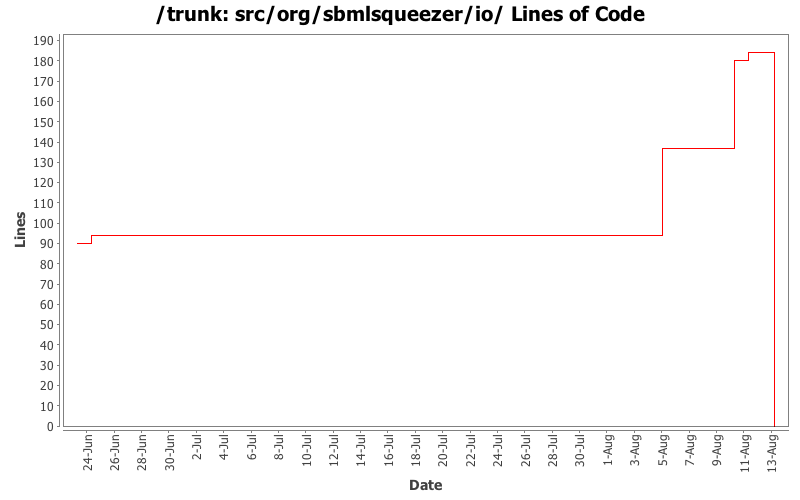 /trunk: src/org/sbmlsqueezer/io/ Lines of Code
Lines
190
180
170
160
150
140
130
120
110
100
90
80
70
60
50
40
30
20
10
0
24-Jun
26-Jun
28-Jun
30-Jun
2-Jul
4-Jul
6-Jul
8-Jul
10-Jul
12-Jul
14-Jul
16-Jul
18-Jul
20-Jul
22-Jul
24-Jul
26-Jul
28-Jul
30-Jul
1-Aug
3-Aug
5-Aug
7-Aug
9-Aug
11-Aug
13-Aug
Date